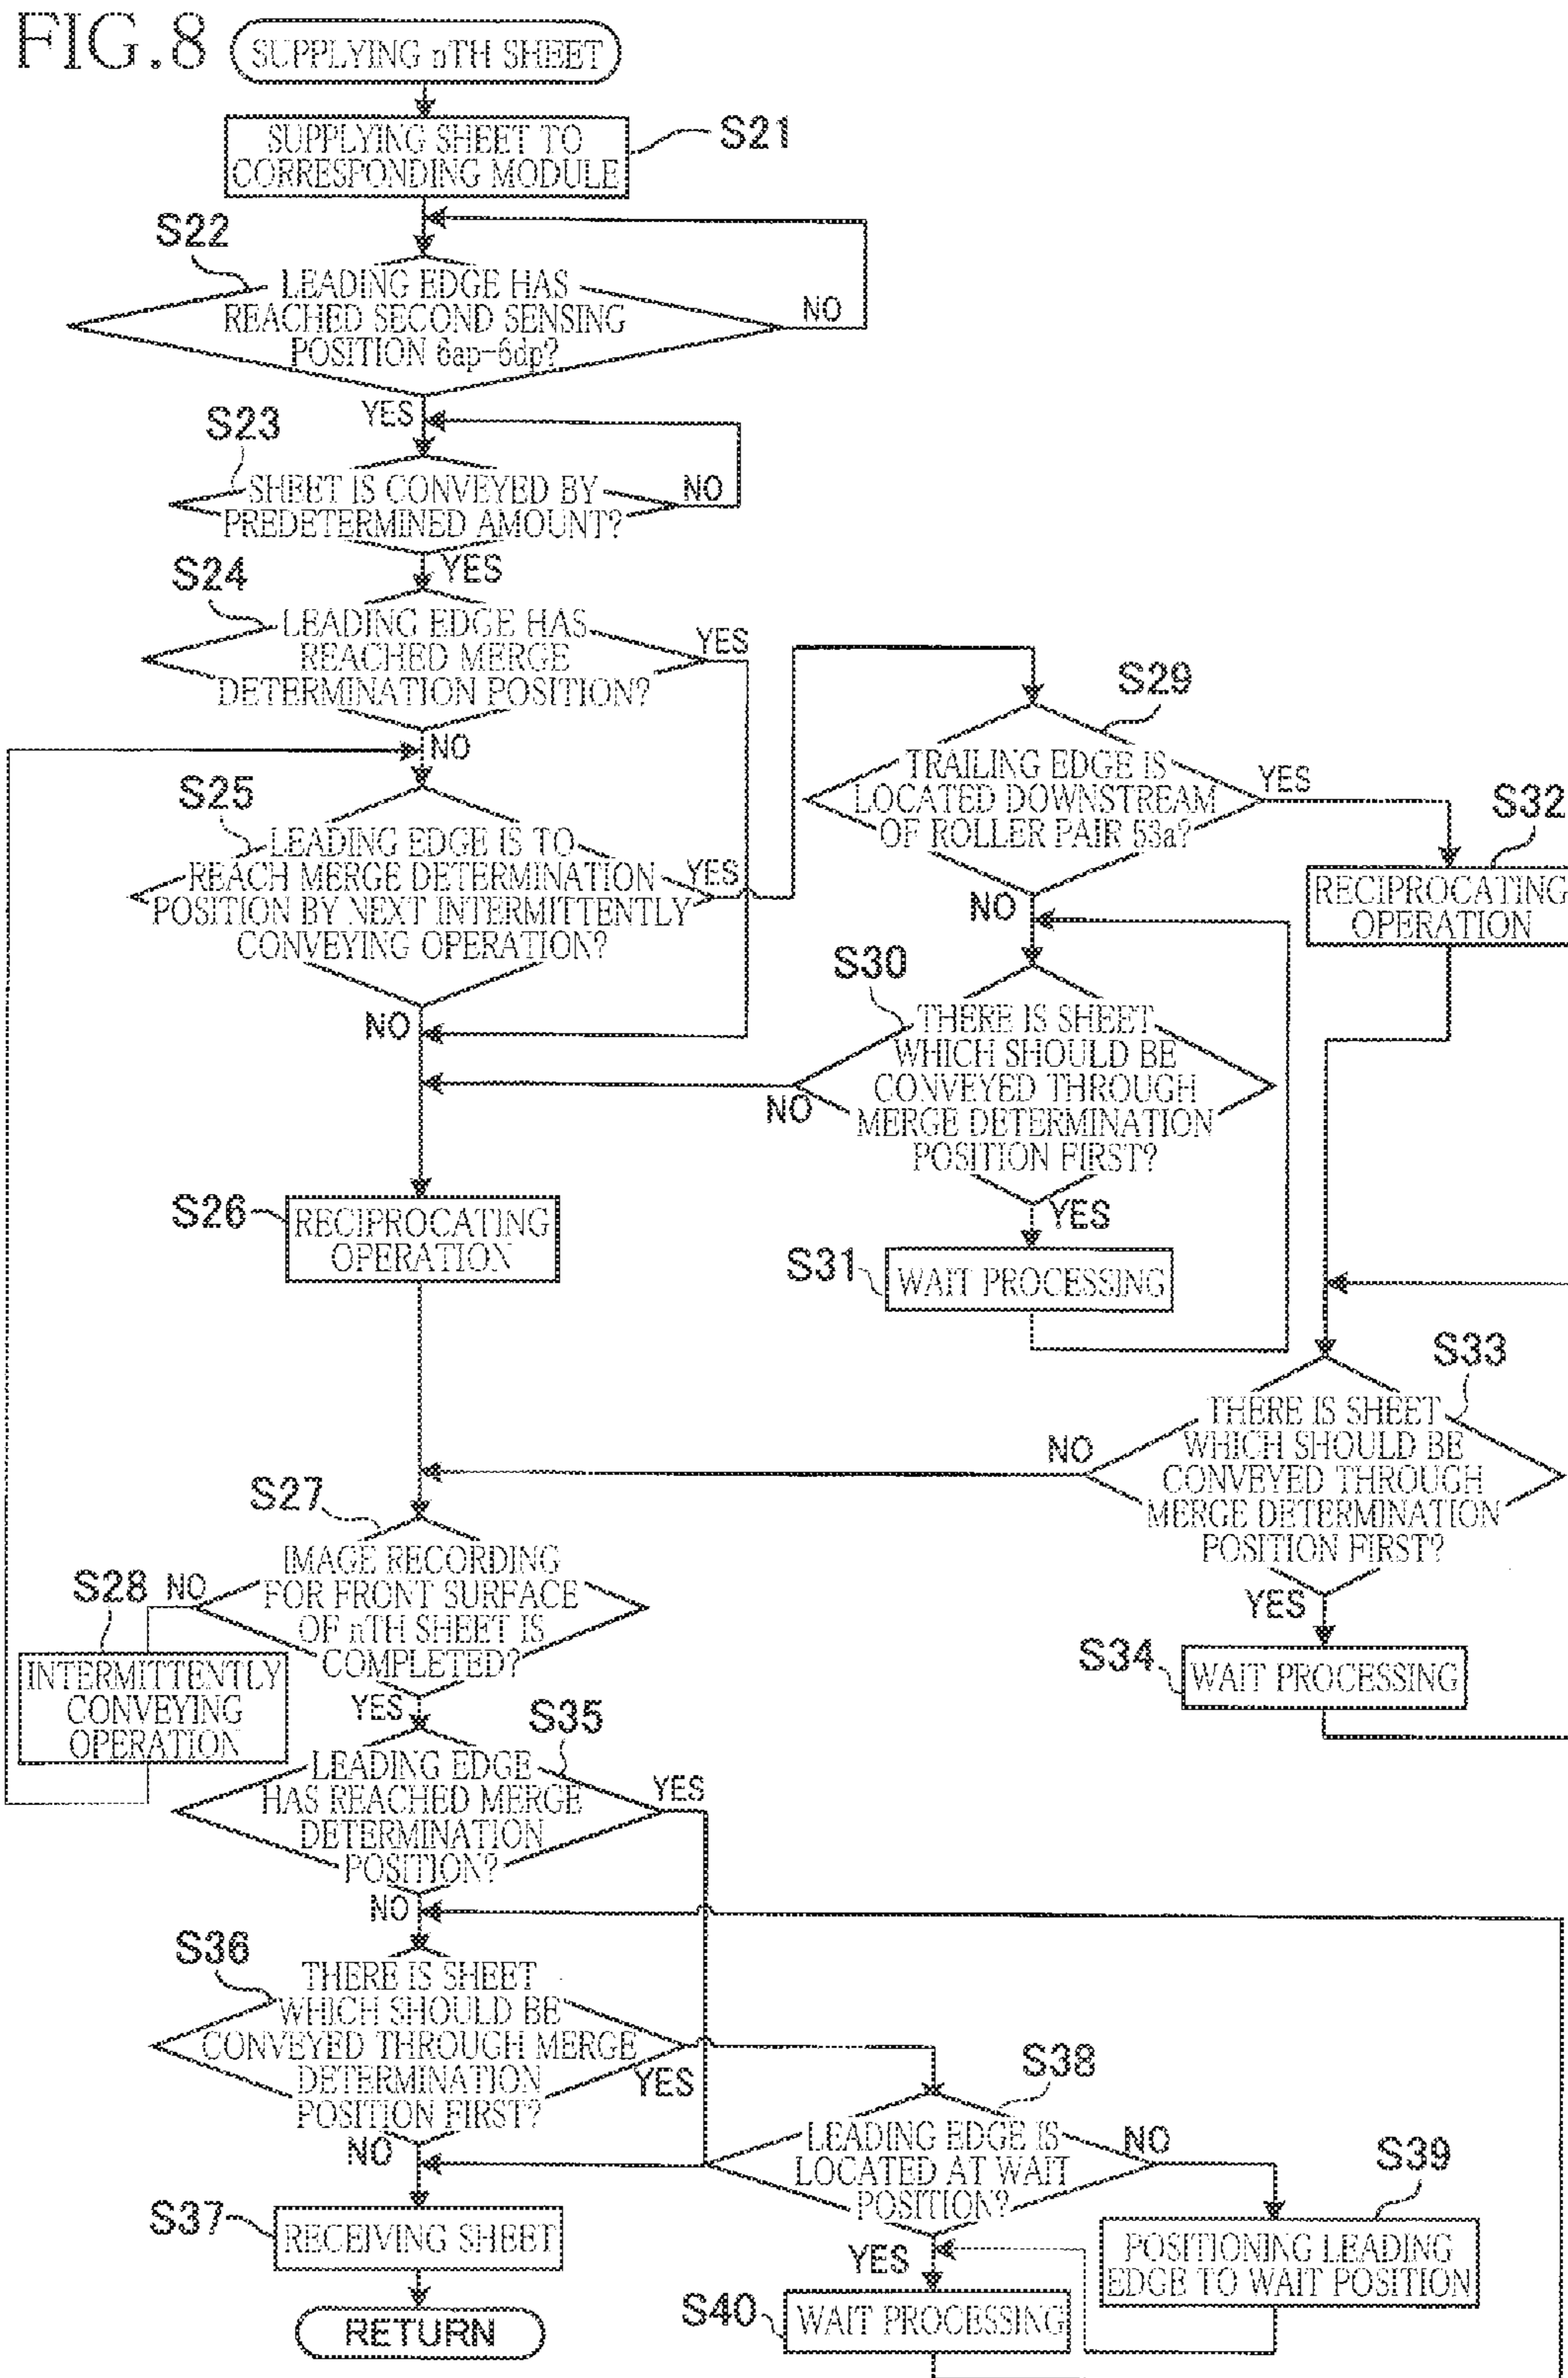 FIG.8
SUPPLYING nTH SHEET
S21
SUPPLYING SHEET TO
CORRESPONDING MODULE
S22
LEADING EDGE HAS
REACHED SECOND SENSING
POSITION 6ap-6dp?
NO
YES
S23
SHEET IS CONVEYED BY
PREDETERMINED AMOUNT?
NO
YES
S24
LEADING EDGE HAS
REACHED MERGE
DETERMINATION POSITION?
YES
NO
S25
LEADING EDGE IS TO
REACH MERGE DETERMINATION
POSITION BY NEXT INTERMITTENTLY
CONVEYING OPERATION?
YES
NO
S29
TRAILING EDGE IS
LOCATED DOWNSTREAM
OF ROLLER PAIR 53a?
YES
NO
S32
RECIPROCATING
OPERATION
S30
THERE IS SHEET
WHICH SHOULD BE
CONVEYED THROUGH
MERGE DETERMINATION
POSITION FIRST?
NO
YES
S31
WAIT PROCESSING
S26
RECIPROCATING
OPERATION
S33
THERE IS SHEET
WHICH SHOULD BE
CONVEYED THROUGH
MERGE DETERMINATION
POSITION FIRST?
NO
YES
S34
WAIT PROCESSING
S27
IMAGE RECORDING
FOR FRONT SURFACE
OF nTH SHEET IS
COMPLETED?
NO
YES
S28
INTERMITTENTLY
CONVEYING
OPERATION
S35
LEADING EDGE
HAS REACHED MERGE
DETERMINATION
POSITION?
YES
NO
S36
THERE IS SHEET
WHICH SHOULD BE
CONVEYED THROUGH MERGE
DETERMINATION
POSITION FIRST?
YES
NO
S38
LEADING EDGE IS
LOCATED AT WAIT
POSITION?
NO
YES
S39
POSITIONING LEADING
EDGE TO WAIT POSITION
S37
RECEIVING SHEET
S40
WAIT PROCESSING
RETURN